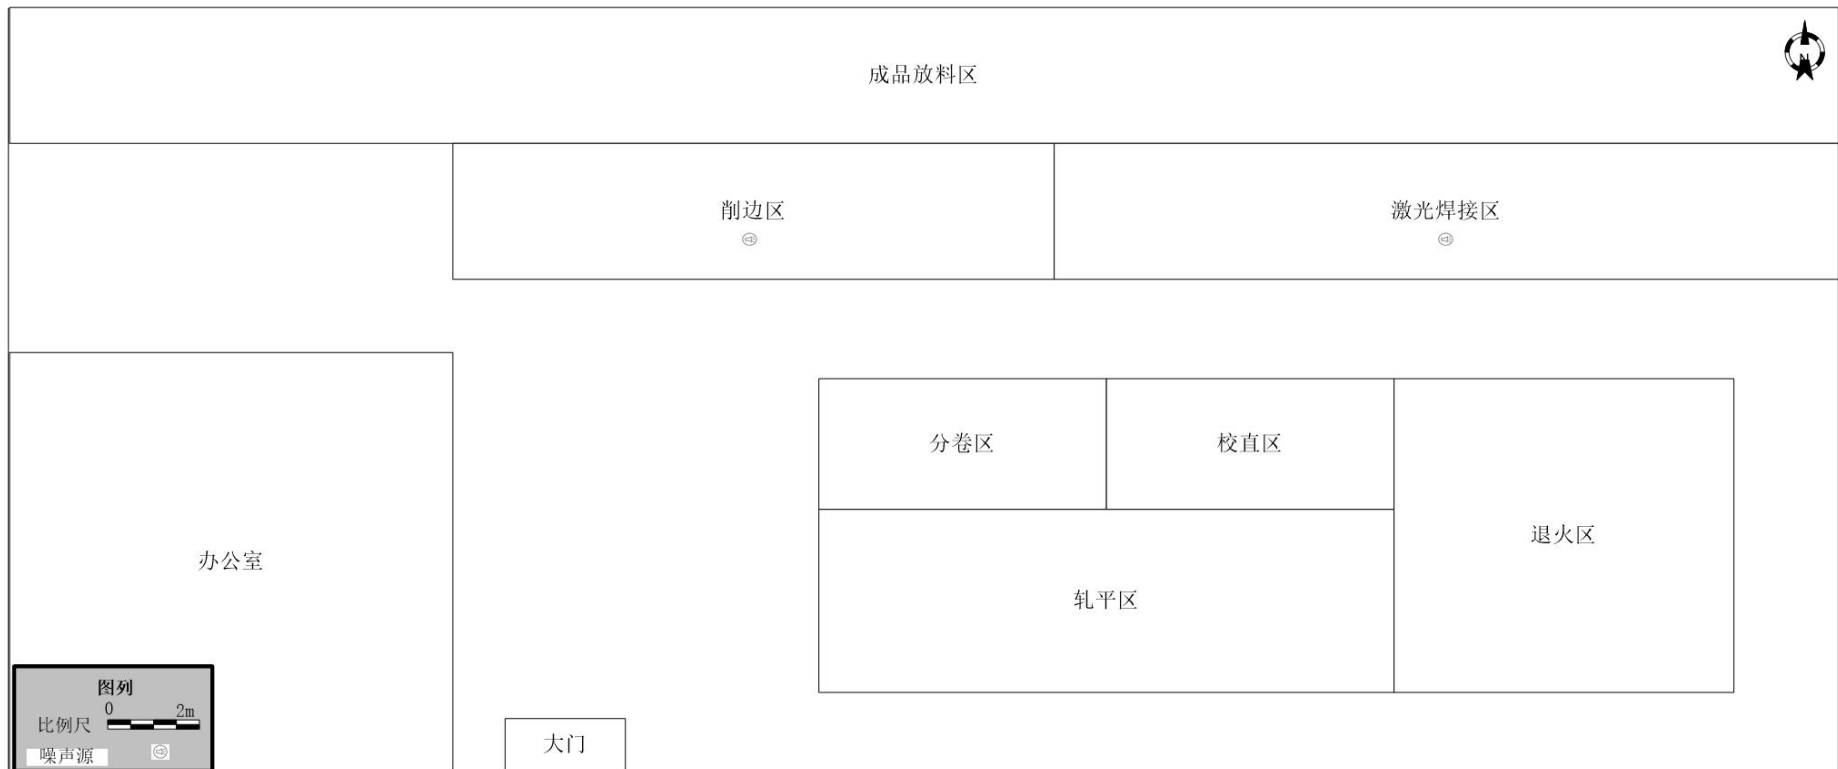 成品放料区
N
削边区
激光焊接区
分卷区
校直区
退火区
办公室
轧平区
图列
0 2m
比例尺
噪声源
大门